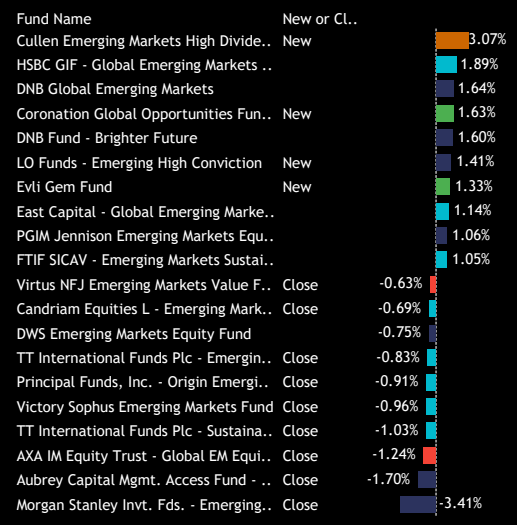 Fund Name New or Cl..
Cullen Emerging Markets High Divide.. New 3.07%
HSBC GIF - Global Emerging Markets .. 1.89%
DNB Global Emerging Markets 1.64%
Coronation Global Opportunities Fun.. New 1.63%
DNB Fund - Brighter Future 1.60%
LO Funds - Emerging High Conviction New 1.41%
Evli Gem Fund New 1.33%
East Capital - Global Emerging Marke.. 1.14%
PGIM Jennison Emerging Markets Equ.. 1.06%
FTIF SICAV - Emerging Markets Sustai.. 1.05%
Virtus NFJ Emerging Markets Value F.. Close -0.63%
Candriam Equities L - Emerging Mark.. Close -0.69%
DWS Emerging Markets Equity Fund -0.75%
TT International Funds Plc - Emergin.. Close -0.83%
Principal Funds, Inc. - Origin Emergi.. Close -0.91%
Victory Sophus Emerging Markets Fund Close -0.96%
TT International Funds Plc - Sustaina.. Close -1.03%
AXA IM Equity Trust - Global EM Equi.. Close -1.24%
Aubrey Capital Mgmt. Access Fund - .. Close -1.70%
Morgan Stanley Invt. Fds. - Emerging.. Close -3.41%